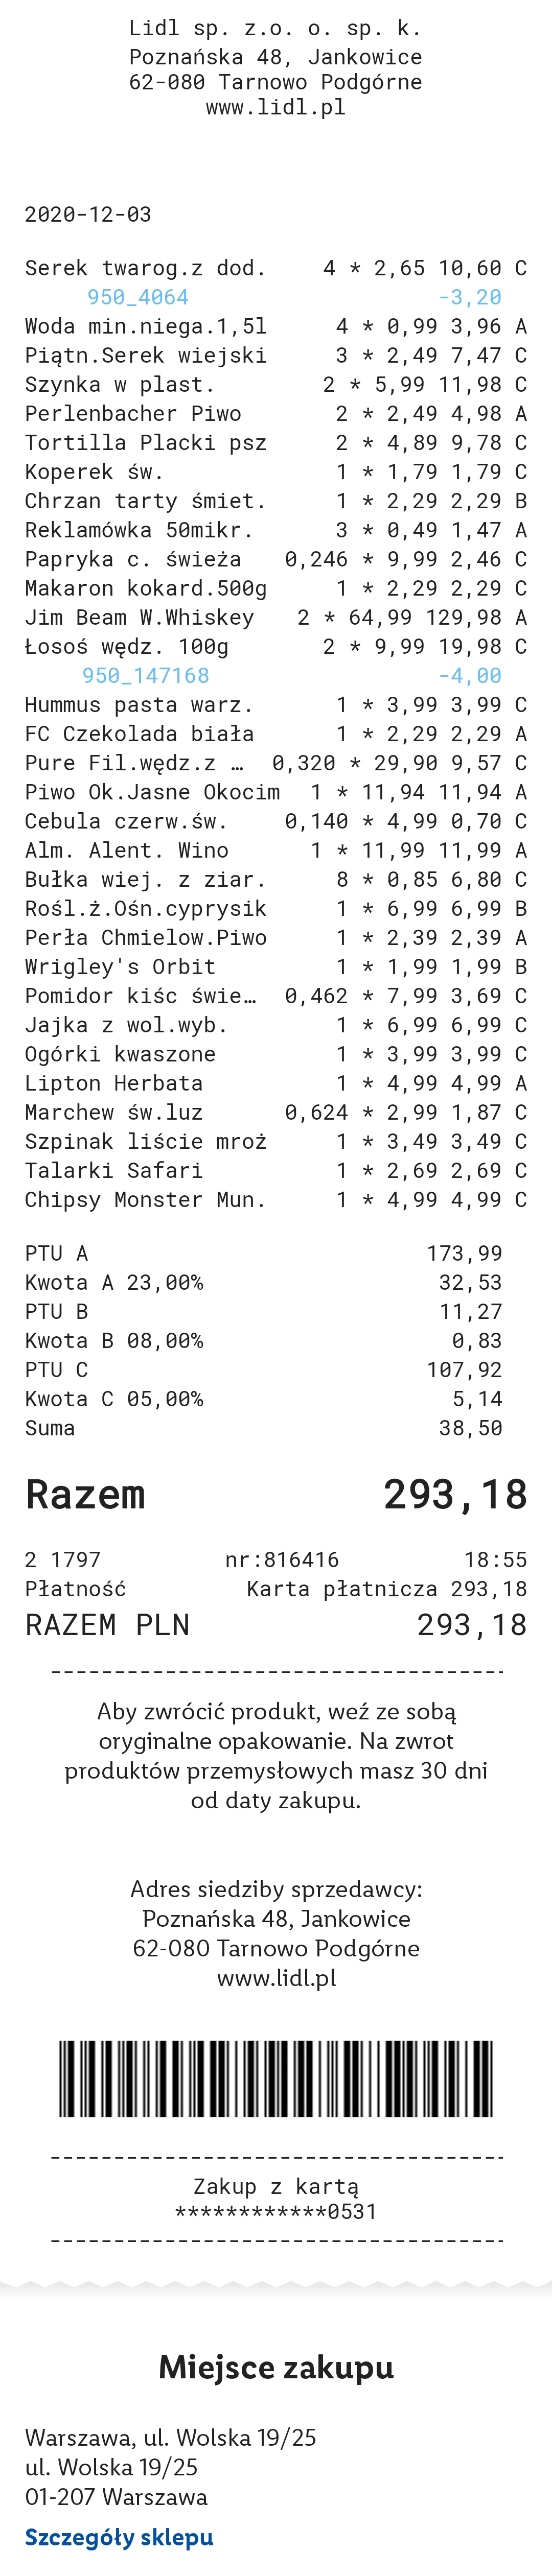 Lidl sp. z.o. o. sp. k.
Poznańska 48, Jankowice
62-080 Tarnowo Podgórne
www.lidl.pl
2020-12-03
Serek twarog.z dod. 4 * 2,65 10,60 C
950_4064 -3,20
Woda min.niega.1,5l 4 * 0,99 3,96 A
Piątn.Serek wiejski 3 * 2,49 7,47 C
Szynka w plast. 2 * 5,99 11,98 C
Perlenbacher Piwo 2 * 2,49 4,98 A
Tortilla Placki psz 2 * 4,89 9,78 C
Koperek św. 1 * 1,79 1,79 C
Chrzan tarty śmiet. 1 * 2,29 2,29 B
Reklamówka 50mikr. 3 * 0,49 1,47 A
Papryka c. świeża 0,246 * 9,99 2,46 C
Makaron kokard.500g 1 * 2,29 2,29 C
Jim Beam W.Whiskey 2 * 64,99 129,98 A
Łosoś wędz. 100g 2 * 9,99 19,98 C
950_147168 -4,00
Hummus pasta warz. 1 * 3,99 3,99 C
FC Czekolada biała 1 * 2,29 2,29 A
Pure Fil.wędz.z … 0,320 * 29,90 9,57 C
Piwo Ok.Jasne Okocim 1 * 11,94 11,94 A
Cebula czerw.św. 0,140 * 4,99 0,70 C
Alm. Alent. Wino 1 * 11,99 11,99 A
Bułka wiej. z ziar. 8 * 0,85 6,80 C
Rośl.ż.Ośn.cyprysik 1 * 6,99 6,99 B
Perła Chmielow.Piwo 1 * 2,39 2,39 A
Wrigley's Orbit 1 * 1,99 1,99 B
Pomidor kiśc świe… 0,462 * 7,99 3,69 C
Jajka z wol.wyb. 1 * 6,99 6,99 C
Ogórki kwaszone 1 * 3,99 3,99 C
Lipton Herbata 1 * 4,99 4,99 A
Marchew św.luz 0,624 * 2,99 1,87 C
Szpinak liście mroż 1 * 3,49 3,49 C
Talarki Safari 1 * 2,69 2,69 C
Chipsy Monster Mun. 1 * 4,99 4,99 C
PTU A 173,99
Kwota A 23,00% 32,53
PTU B 11,27
Kwota B 08,00% 0,83
PTU C 107,92
Kwota C 05,00% 5,14
Suma 38,50
Razem 293,18
2 1797 nr:816416 18:55
Płatność Karta płatnicza 293,18
RAZEM PLN 293,18
Aby zwrócić produkt, weź ze sobą
oryginalne opakowanie. Na zwrot
produktów przemysłowych masz 30 dni
od daty zakupu.
Adres siedziby sprzedawcy:
Poznańska 48, Jankowice
62-080 Tarnowo Podgórne
www.lidl.pl
Zakup z kartą
************0531
Miejsce zakupu
Warszawa, ul. Wolska 19/25
ul. Wolska 19/25
01-207 Warszawa
Szczegóły sklepu